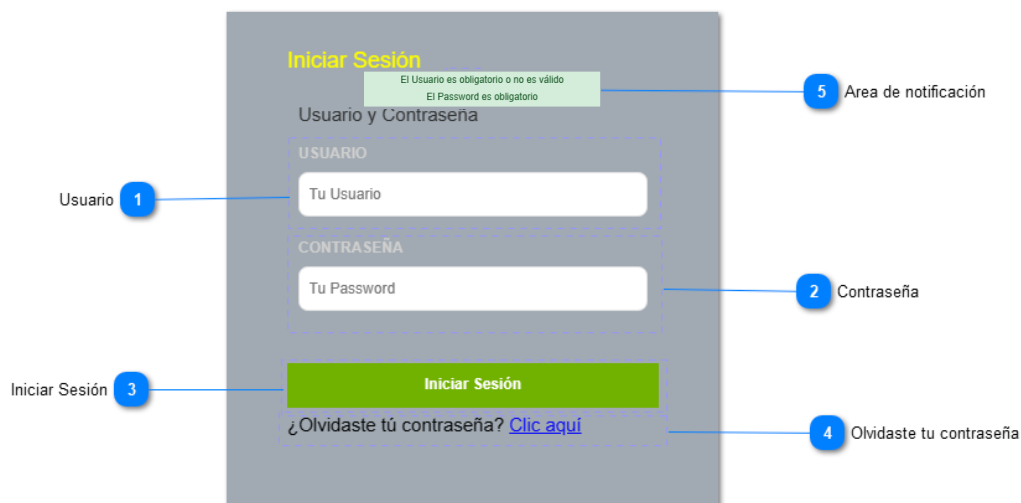 Iniciar Sesión
El Usuario es obligatorio o no es válido
El Password es obligatorio
5 Area de notificación
Usuario y Contraseña
USUARIO
Tu Usuario
Usuario 1
CONTRASEÑA
Tu Password
2 Contraseña
Iniciar Sesión 3
Iniciar Sesión
¿Olvidaste tú contraseña? Clic aquí
4 Olvidaste tu contraseña